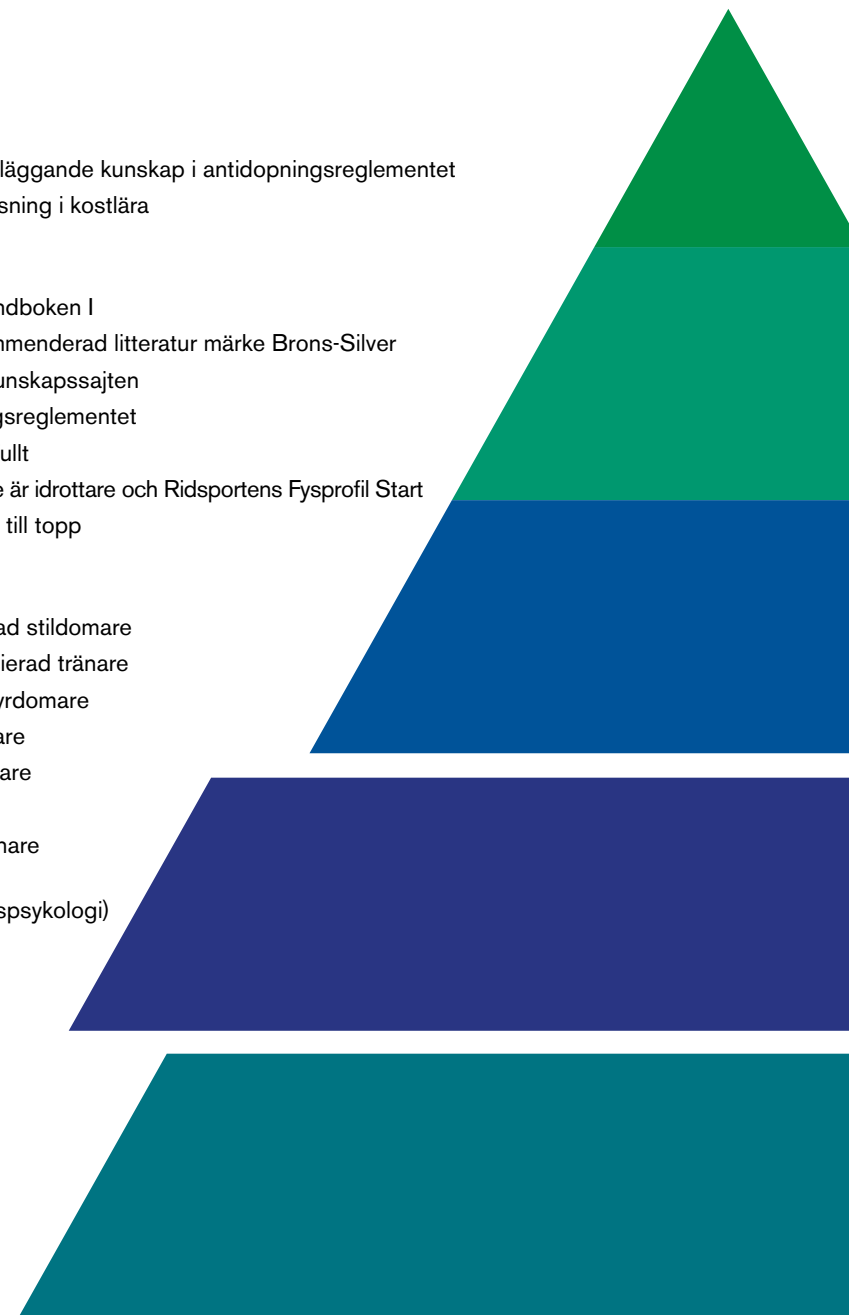 läggande kunskap i antidopningsreglementet
sning i kostlära
ndboken I
nmenderad litteratur märke Brons-Silver
unskapssajten
gsreglementet
ullt
e är idrottare och Ridsportens Fysprofil Start
till topp
ad stildomare
ierad tränare
yrdomare
are
are
nare
spsykologi)